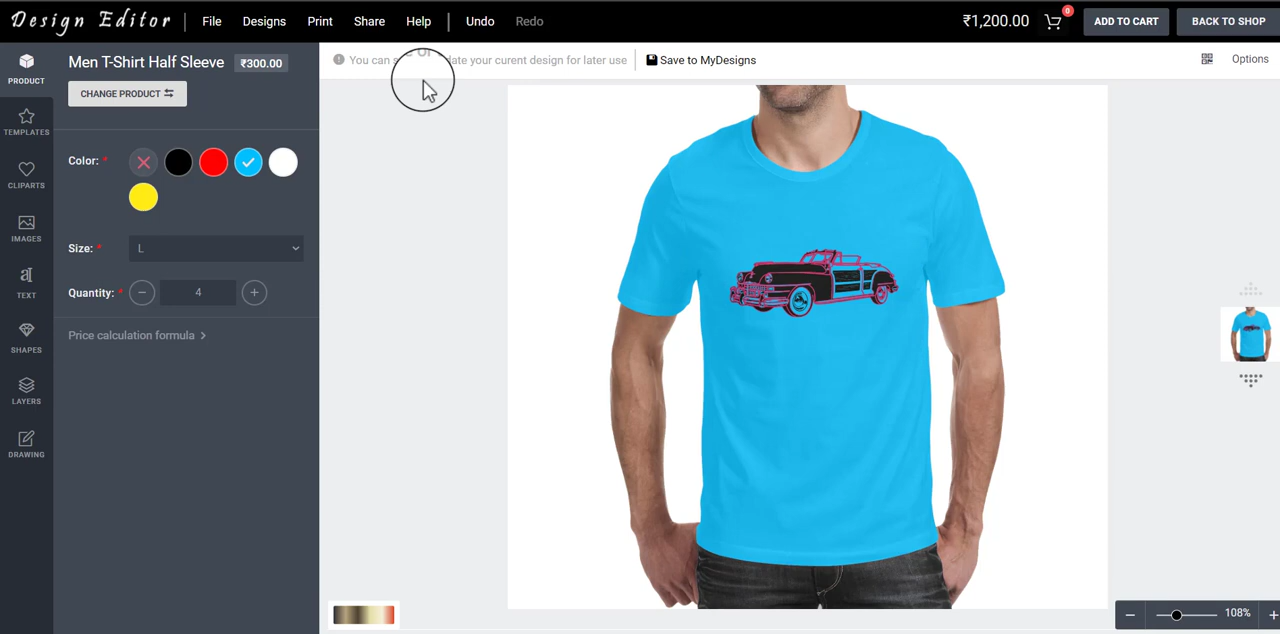 Design Editor File Designs Print Share Help Undo Redo ₹1,200.00 0 ADD TO CART BACK TO SHOP
PRODUCT
TEMPLATES
CLIPARTS
IMAGES
aI
TEXT
SHAPES
LAYERS
DRAWING
Men T-Shirt Half Sleeve ₹300.00
CHANGE PRODUCT
Color: *
Size: * L
Quantity: * − 4 +
Price calculation formula >
You can your curent design for later use Save to MyDesigns
Options
− 108% +